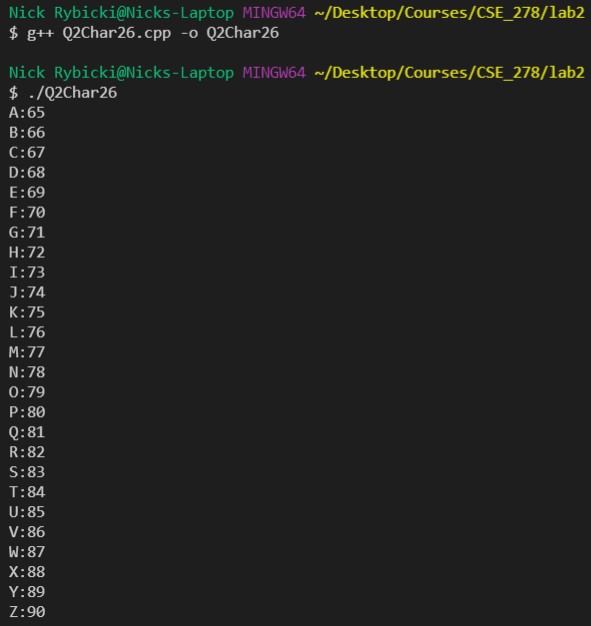 Nick Rybicki@Nicks-Laptop MINGW64 ~/Desktop/Courses/CSE_278/lab2
$ g++ Q2Char26.cpp -o Q2Char26
Nick Rybicki@Nicks-Laptop MINGW64 ~/Desktop/Courses/CSE_278/lab2
$ ./Q2Char26
A:65
B:66
C:67
D:68
E:69
F:70
G:71
H:72
I:73
J:74
K:75
L:76
M:77
N:78
O:79
P:80
Q:81
R:82
S:83
T:84
U:85
V:86
W:87
X:88
Y:89
Z:90